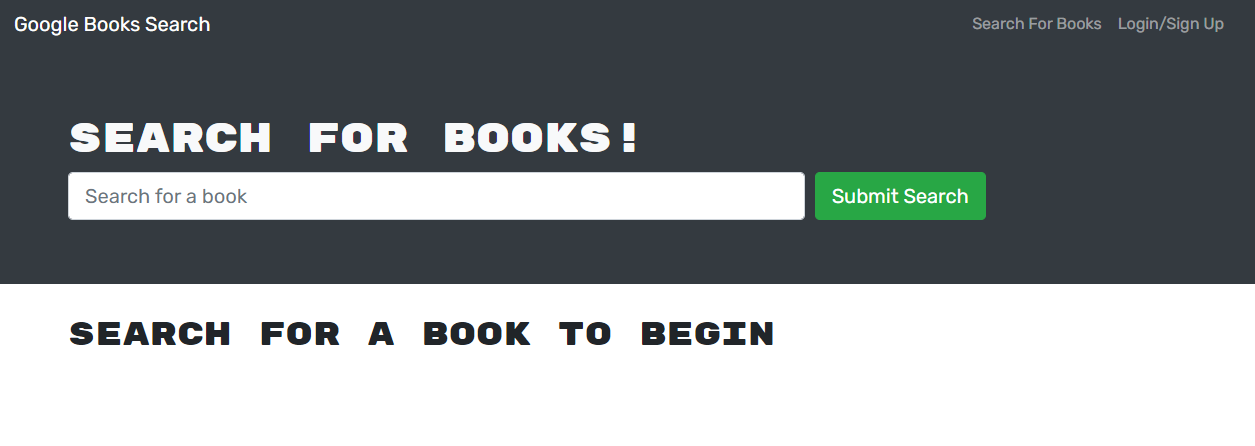 Google Books Search
Search For Books Login/Sign Up
SEARCH FOR BOOKS!
Search for a book
Submit Search
SEARCH FOR A BOOK TO BEGIN